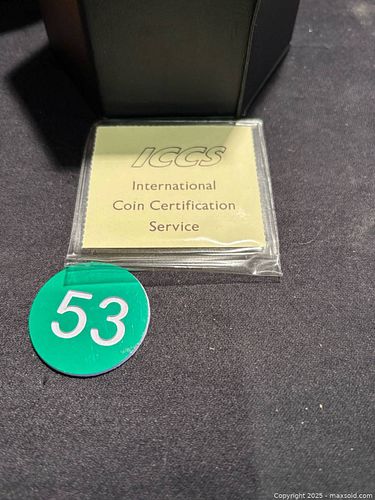 ICCS
International
Coin Certification
Service
53
Copyright 2025 - maxsold.com